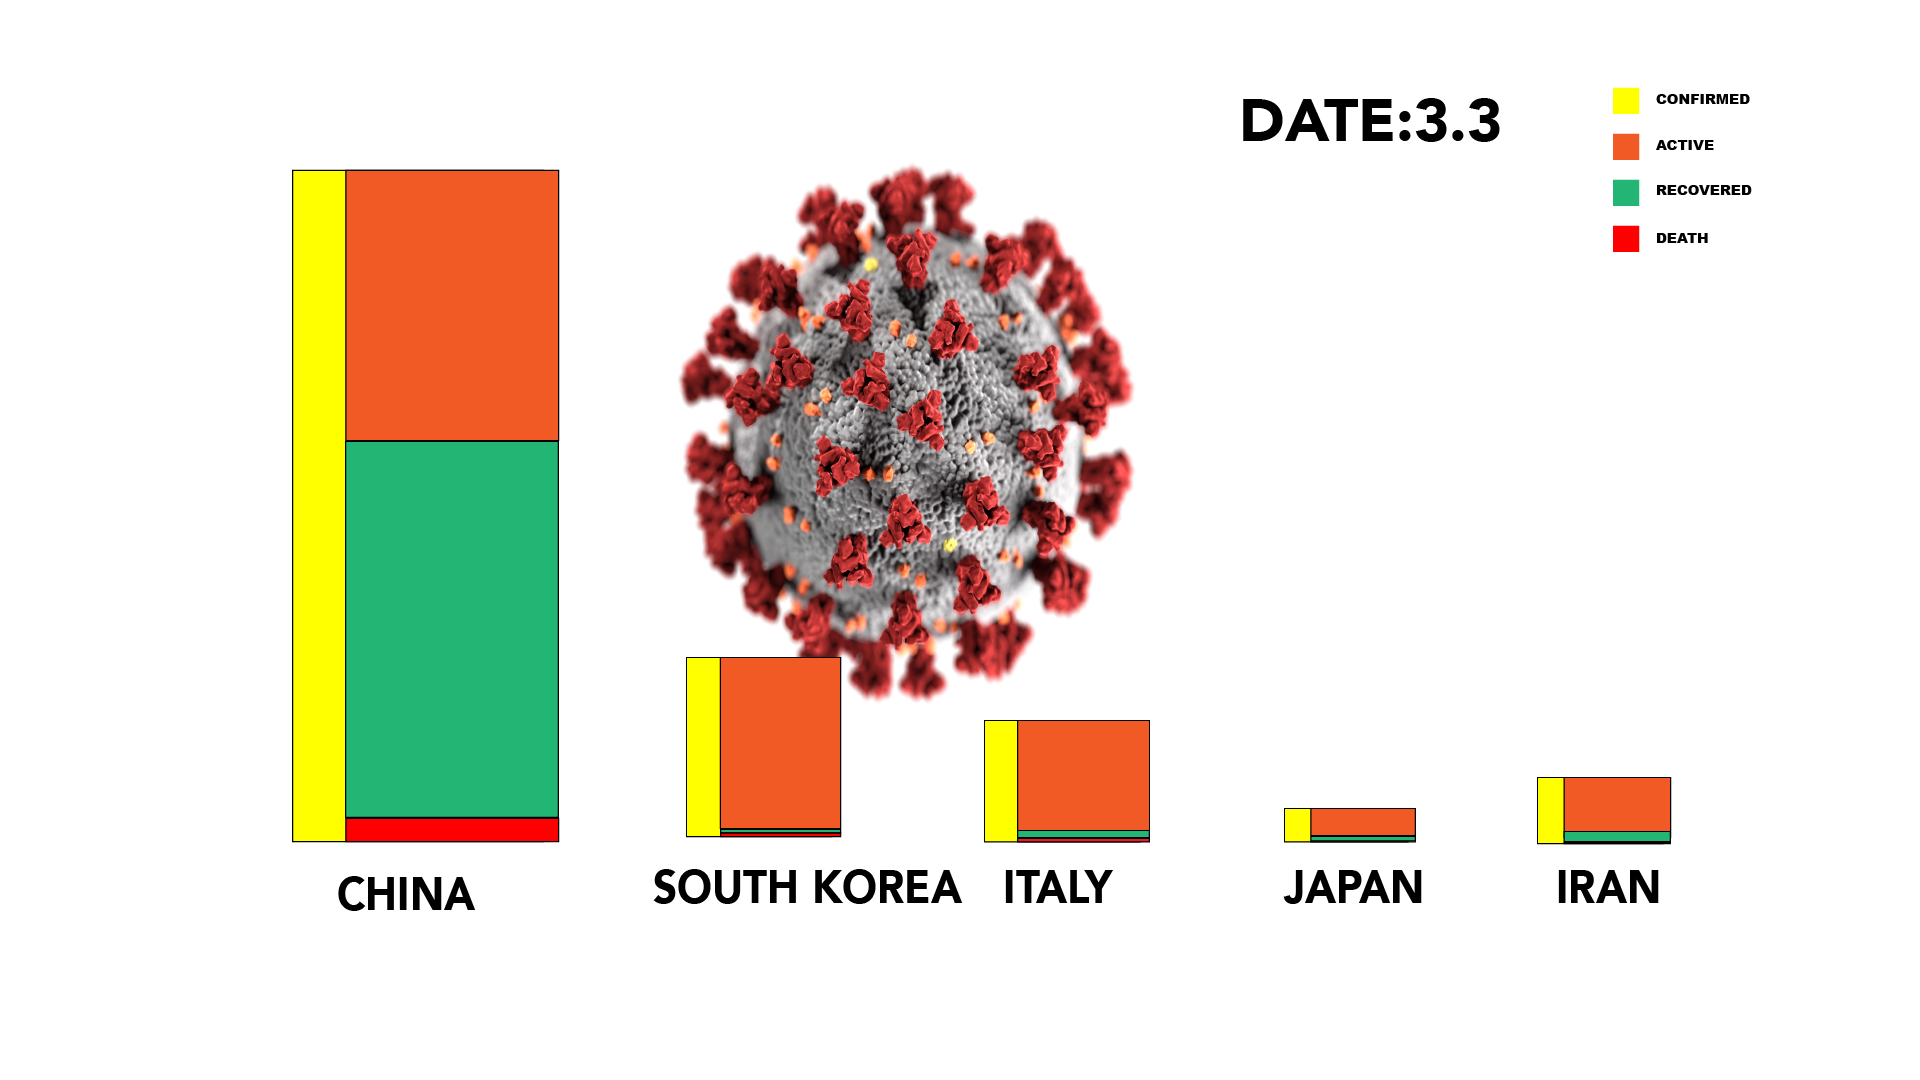 DATE:3.3
CONFIRMED
ACTIVE
RECOVERED
DEATH
CHINA
SOUTH KOREA
ITALY
JAPAN
IRAN